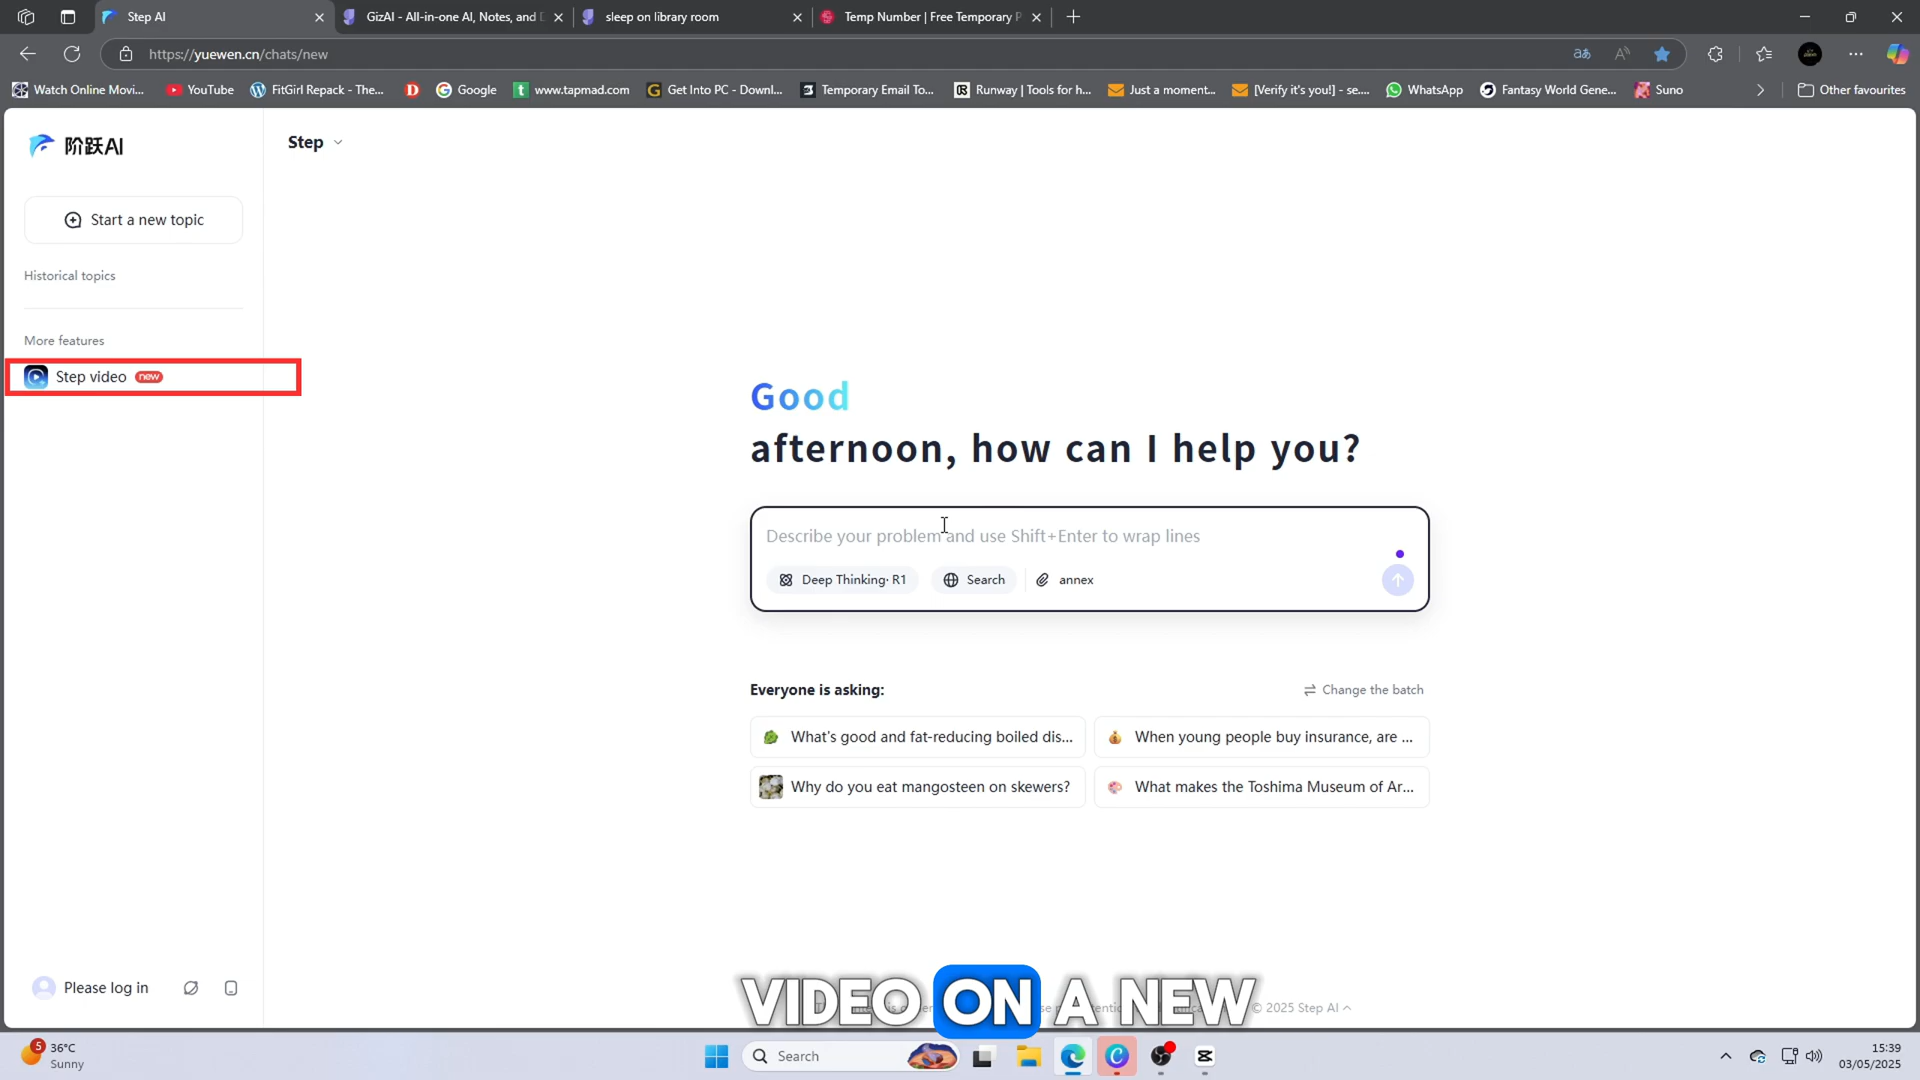 Step AI
GizAI - All-in-one AI, Notes, and D
sleep on library room
Temp Number | Free Temporary P
https://yuewen.cn/chats/new
Watch Online Movi...
YouTube
FitGirl Repack - The...
Google
www.tapmad.com
Get Into PC - Downl...
Temporary Email To...
Runway | Tools for h...
Just a moment...
[Verify it's you!] - se....
WhatsApp
Fantasy World Gene...
Suno
Other favourites
阶跃AI
Step
Start a new topic
Historical topics
More features
Step video new
Good
afternoon, how can I help you?
Describe your problem and use Shift+Enter to wrap lines
Deep Thinking· R1
Search
annex
Everyone is asking:
Change the batch
What's good and fat-reducing boiled dis...
When young people buy insurance, are ...
Why do you eat mangosteen on skewers?
What makes the Toshima Museum of Ar...
Please log in
VIDEO ON A NEW
© 2025 Step AI
5
36°C
Sunny
Search
15:39
03/05/2025